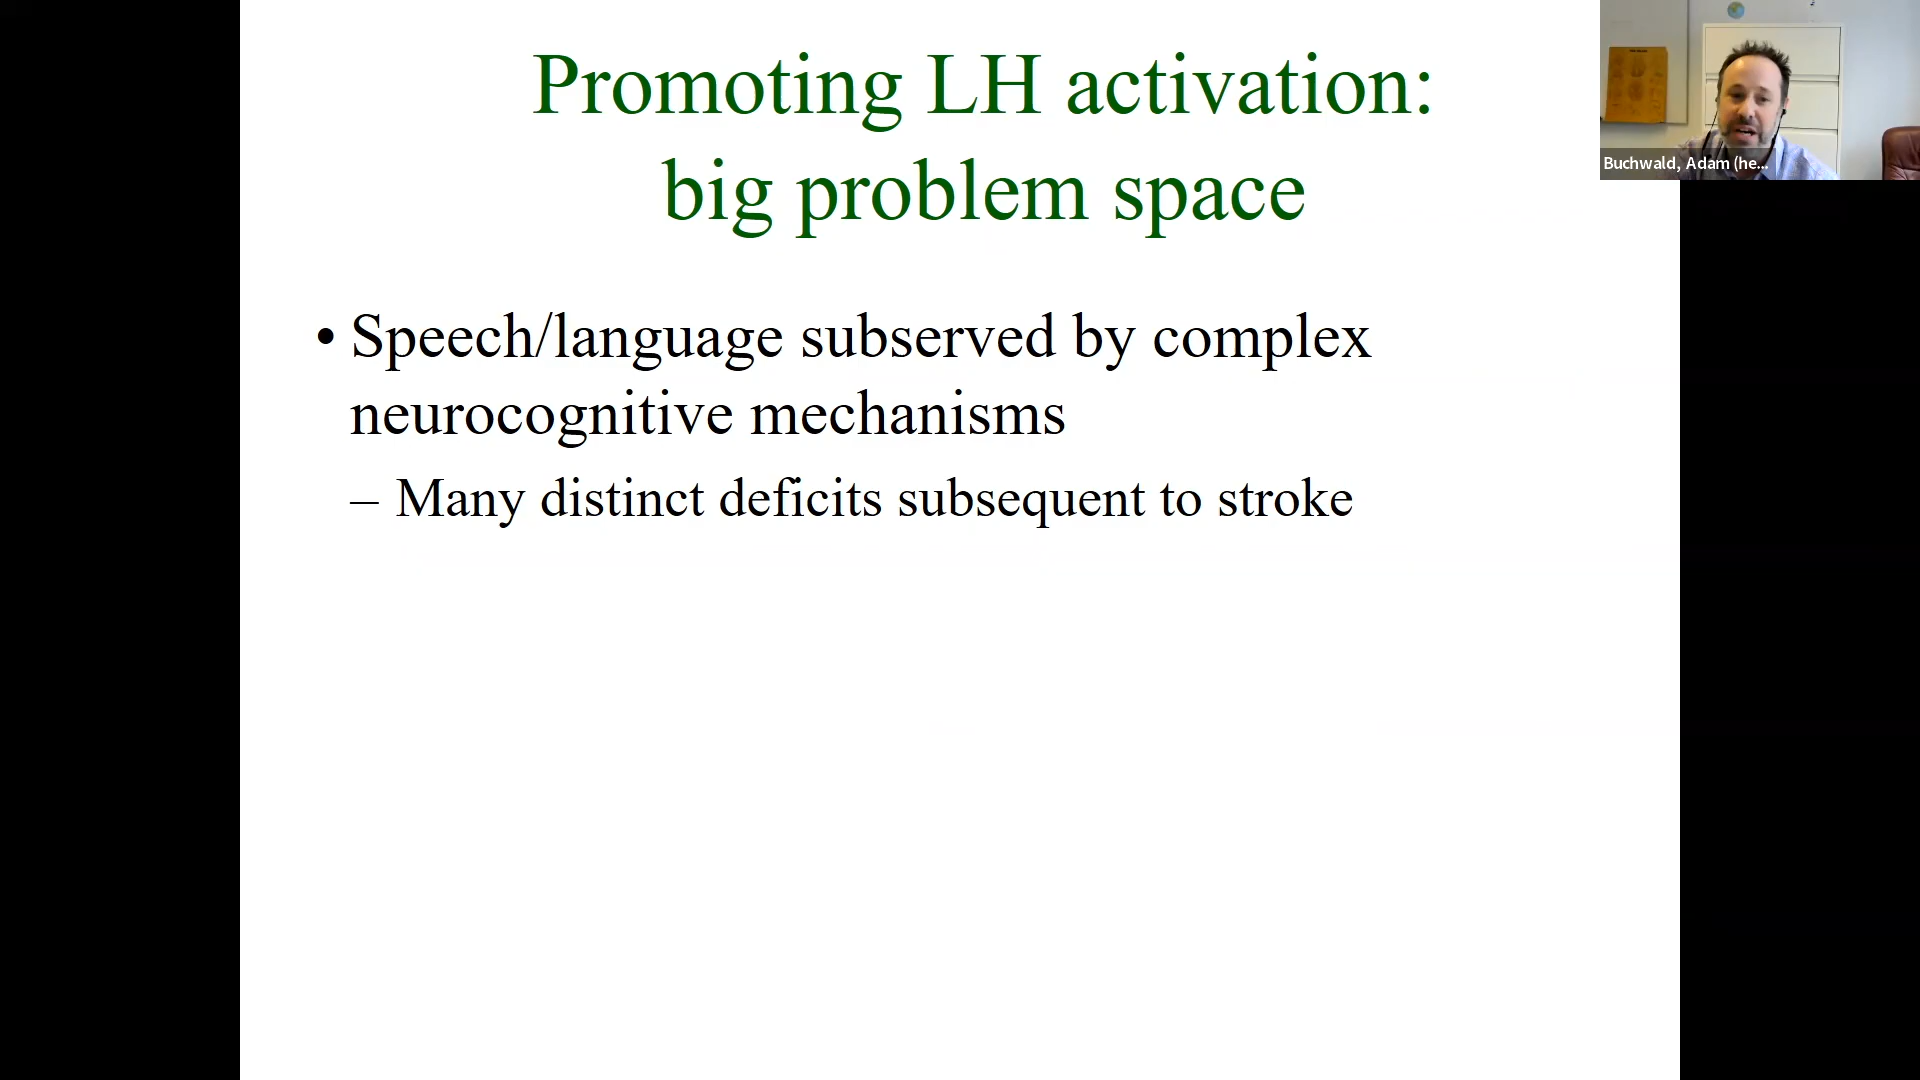 Promoting LH activation:
big problem space
• Speech/language subserved by complex
neurocognitive mechanisms
– Many distinct deficits subsequent to stroke
Buchwald, Adam (he...